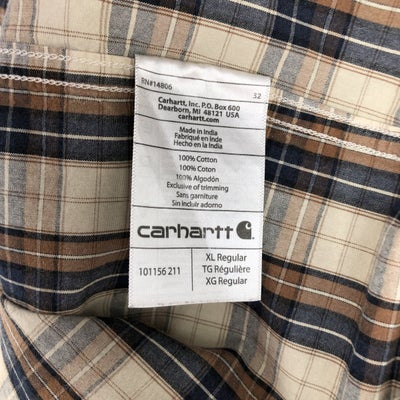 RN#14806 32
Carhartt, Inc. P.O. Box 600
Dearborn, MI 48121 USA
carhartt.com
Made in India
Fabriqué en Inde
Hecho en la India
100% Cotton
100% Coton
100% Algodón
Exclusive of trimming
Sans garniture
Sin incluir adorno
carhartt
101156 211
XL Regular
TG Régulière
XG Regular